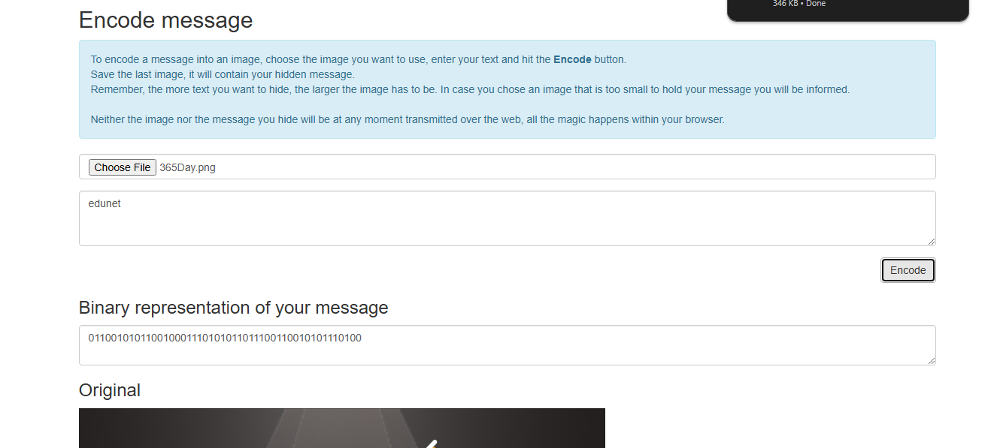 346 KB • Done
Encode message
To encode a message into an image, choose the image you want to use, enter your text and hit the Encode button.
Save the last image, it will contain your hidden message.
Remember, the more text you want to hide, the larger the image has to be. In case you chose an image that is too small to hold your message you will be informed.
Neither the image nor the message you hide will be at any moment transmitted over the web, all the magic happens within your browser.
Choose File 365Day.png
edunet
Encode
Binary representation of your message
011001010110010001110101011011100110010101110100
Original